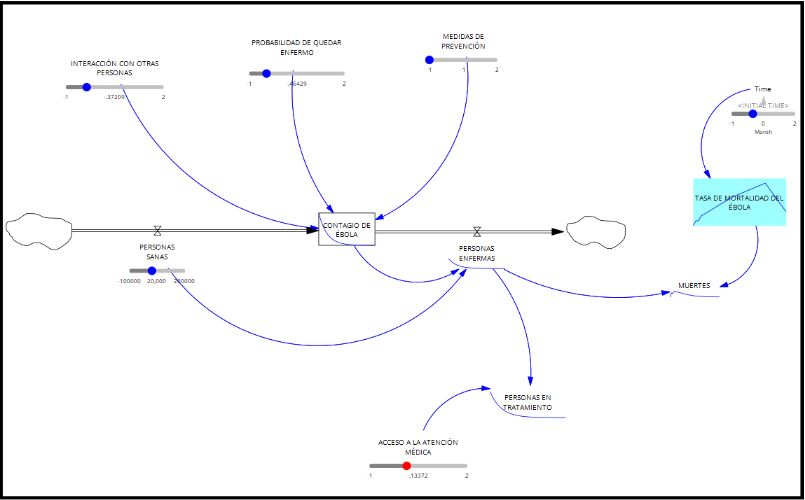 MEDIDAS DE
PREVENCIÓN
1 1 2
PROBABILIDAD DE QUEDAR
ENFERMO
1 .46429 2
INTERACCIÓN CON OTRAS
PERSONAS
-1 .37209 2
Time
<INITIAL TIME>
-1 0 2
Month
TASA DE MORTALIDAD DEL
ÉBOLA
CONTAGIO DE
ÉBOLA
PERSONAS
SANAS
-100000 20,000 200000
PERSONAS
ENFERMAS
MUERTES
PERSONAS EN
TRATAMIENTO
ACCESO A LA ATENCIÓN
MÉDICA
-1 .13372 2